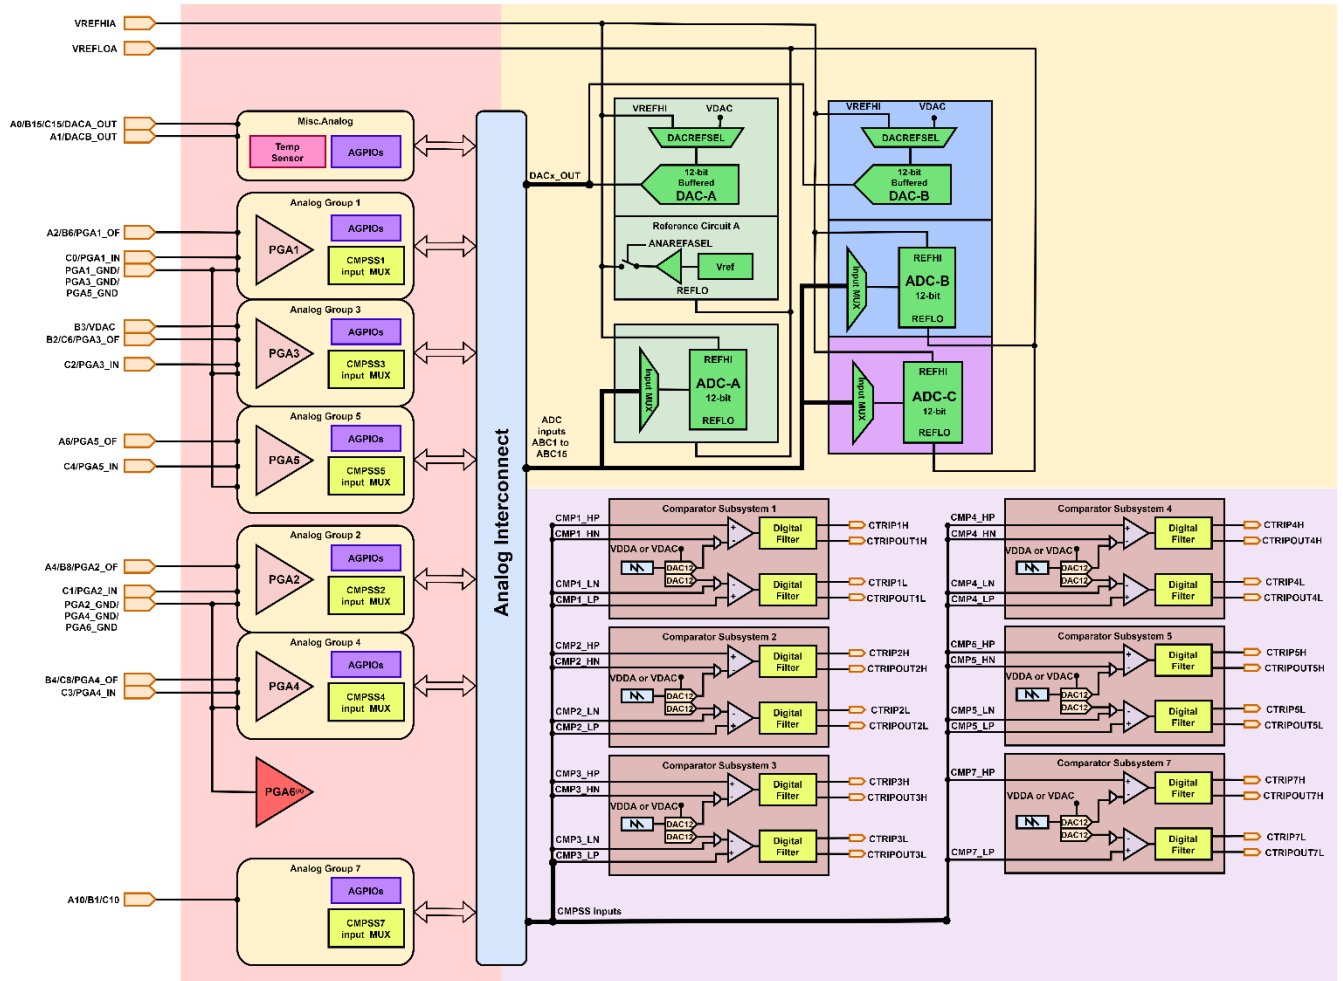 VREFHIA
VREFLOA
A0/B15/C15/DACA_OUT
A1/DACB_OUT
Misc.Analog
Temp
Sensor
AGPIOs
Analog Group 1
PGA1
AGPIOs
CMPSS1
input MUX
A2/B6/PGA1_OF
C0/PGA1_IN
PGA1_GND/
PGA3_GND/
PGA5_GND
Analog Group 3
PGA3
AGPIOs
CMPSS3
input MUX
B3/VDAC
B2/C6/PGA3_OF
C2/PGA3_IN
Analog Group 5
PGA5
AGPIOs
CMPSS5
input MUX
A6/PGA5_OF
C4/PGA5_IN
Analog Group 2
PGA2
AGPIOs
CMPSS2
input MUX
A4/B8/PGA2_OF
C1/PGA2_IN
PGA2_GND/
PGA4_GND/
PGA6_GND
Analog Group 4
PGA4
AGPIOs
CMPSS4
input MUX
B4/C8/PGA4_OF
C3/PGA4_IN
PGA6
Analog Group 7
AGPIOs
CMPSS7
input MUX
A10/B1/C10
Analog Interconnect
DACx_OUT
VREFHI
VDAC
DACREFSEL
12-bit
Buffered
DAC-A
Reference Circuit A
ANAREFASEL
Vref
REFLO
Input MUX
REFHI
ADC-A
12-bit
REFLO
VREFHI
VDAC
DACREFSEL
12-bit
Buffered
DAC-B
Input MUX
REFHI
ADC-B
12-bit
REFLO
Input MUX
REFHI
ADC-C
12-bit
REFLO
ADC
inputs
ABC1 to
ABC15
Comparator Subsystem 1
CMP1_HP
CMP1_HN
VDDA or VDAC
DAC12
DAC12
CMP1_LN
CMP1_LP
+
-
-
+
Digital
Filter
Digital
Filter
CTRIP1H
CTRIPOUT1H
CTRIP1L
CTRIPOUT1L
Comparator Subsystem 2
CMP2_HP
CMP2_HN
VDDA or VDAC
DAC12
DAC12
CMP2_LN
CMP2_LP
+
-
-
+
Digital
Filter
Digital
Filter
CTRIP2H
CTRIPOUT2H
CTRIP2L
CTRIPOUT2L
Comparator Subsystem 3
CMP3_HP
CMP3_HN
VDDA or VDAC
DAC12
DAC12
CMP3_LN
CMP3_LP
+
-
-
+
Digital
Filter
Digital
Filter
CTRIP3H
CTRIPOUT3H
CTRIP3L
CTRIPOUT3L
CMPSS inputs
Comparator Subsystem 4
CMP4_HP
CMP4_HN
VDDA or VDAC
DAC12
DAC12
CMP4_LN
CMP4_LP
+
-
-
+
Digital
Filter
Digital
Filter
CTRIP4H
CTRIPOUT4H
CTRIP4L
CTRIPOUT4L
Comparator Subsystem 5
CMP5_HP
CMP5_HN
VDDA or VDAC
DAC12
DAC12
CMP5_LN
CMP5_LP
+
-
-
+
Digital
Filter
Digital
Filter
CTRIP5H
CTRIPOUT5H
CTRIP5L
CTRIPOUT5L
Comparator Subsystem 7
CMP7_HP
VDDA or VDAC
DAC12
DAC12
CMP7_LP
+
-
-
+
Digital
Filter
Digital
Filter
CTRIP7H
CTRIPOUT7H
CTRIP7L
CTRIPOUT7L